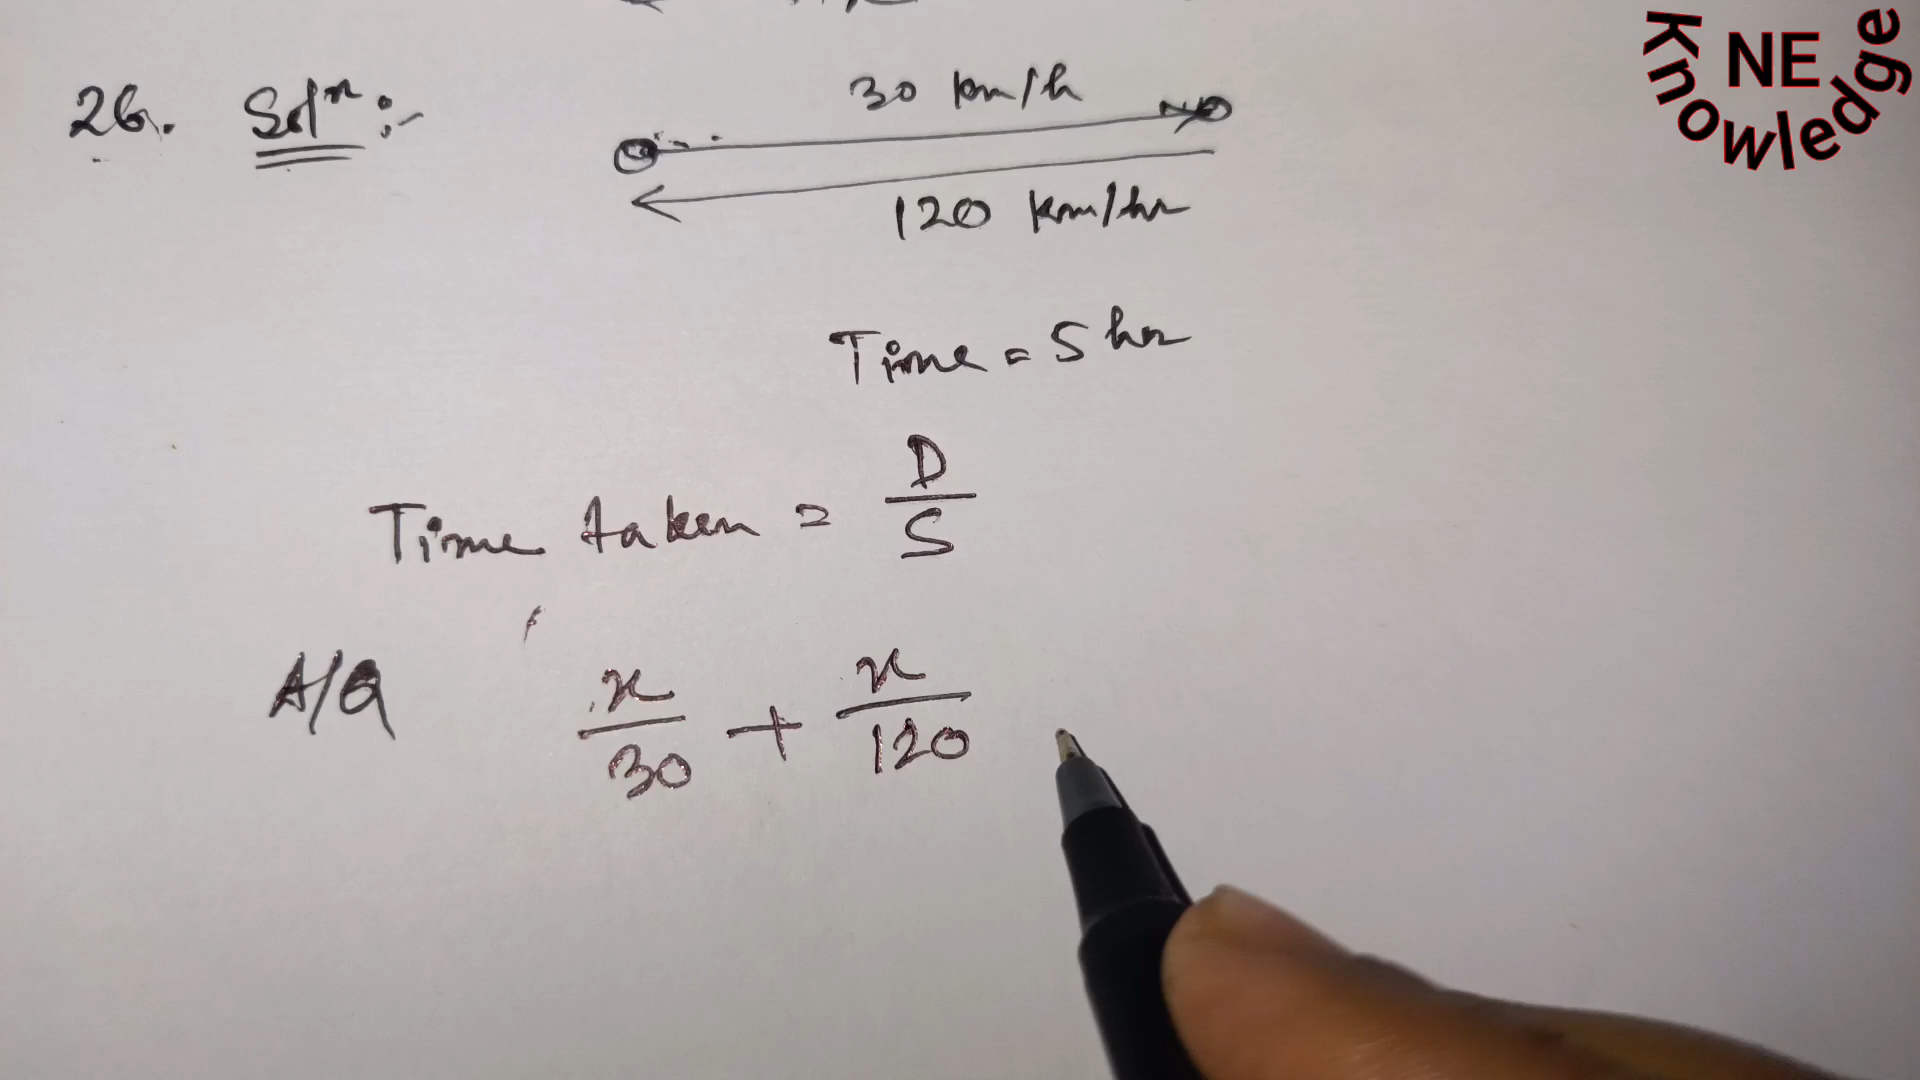 26. Solⁿ :-
30 km/h
120 km/hr
Time = 5 hr
Time taken = D/S
A/Q x/30 + x/120
NE Knowledge